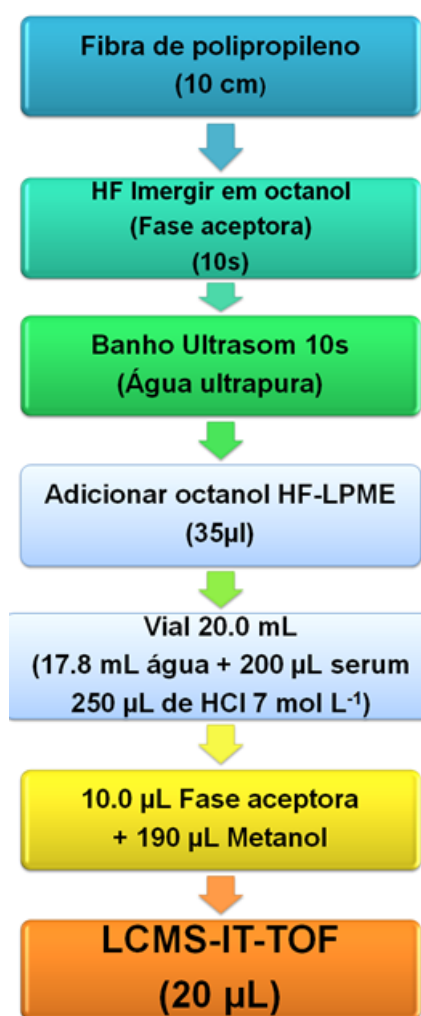 Fibra de polipropileno
(10 cm)
HF Imergir em octanol
(Fase aceptora)
(10s)
Banho Ultrasom 10s
(Água ultrapura)
Adicionar octanol HF-LPME
(35µl)
Vial 20.0 mL
(17.8 mL água + 200 µL serum
250 µL de HCl 7 mol L⁻¹)
10.0 µL Fase aceptora
+ 190 µL Metanol
LCMS-IT-TOF
(20 µL)